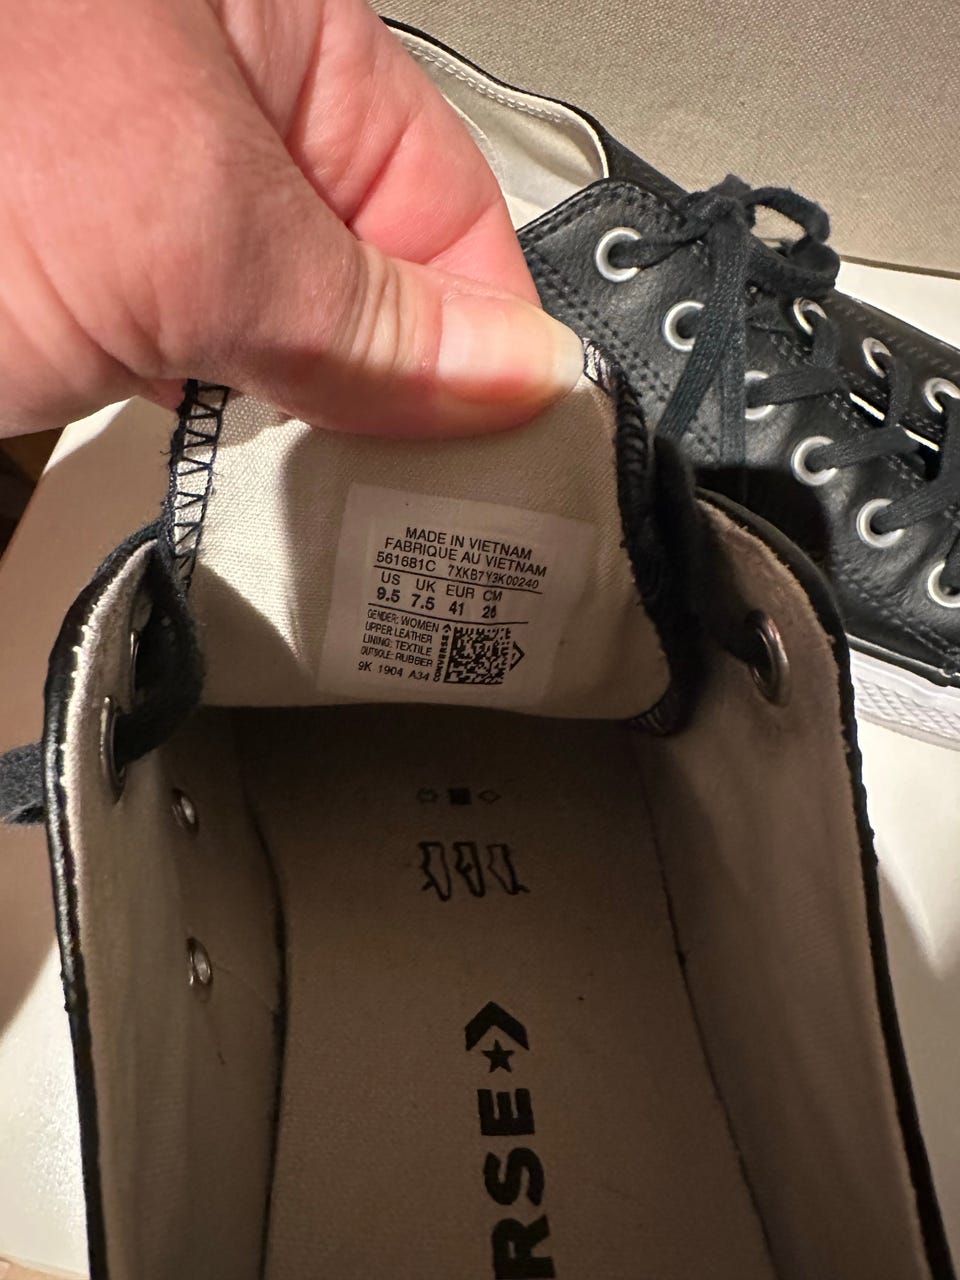 MADE IN VIETNAM
FABRIQUE AU VIETNAM
561681C 7XKB7Y3K00240
US UK EUR CM
9.5 7.5 41 26
GENDER: WOMEN
UPPER:LEATHER
LINING: TEXTILE
OUTSOLE: RUBBER
CONVERSE
9K 1904 A34
RSE